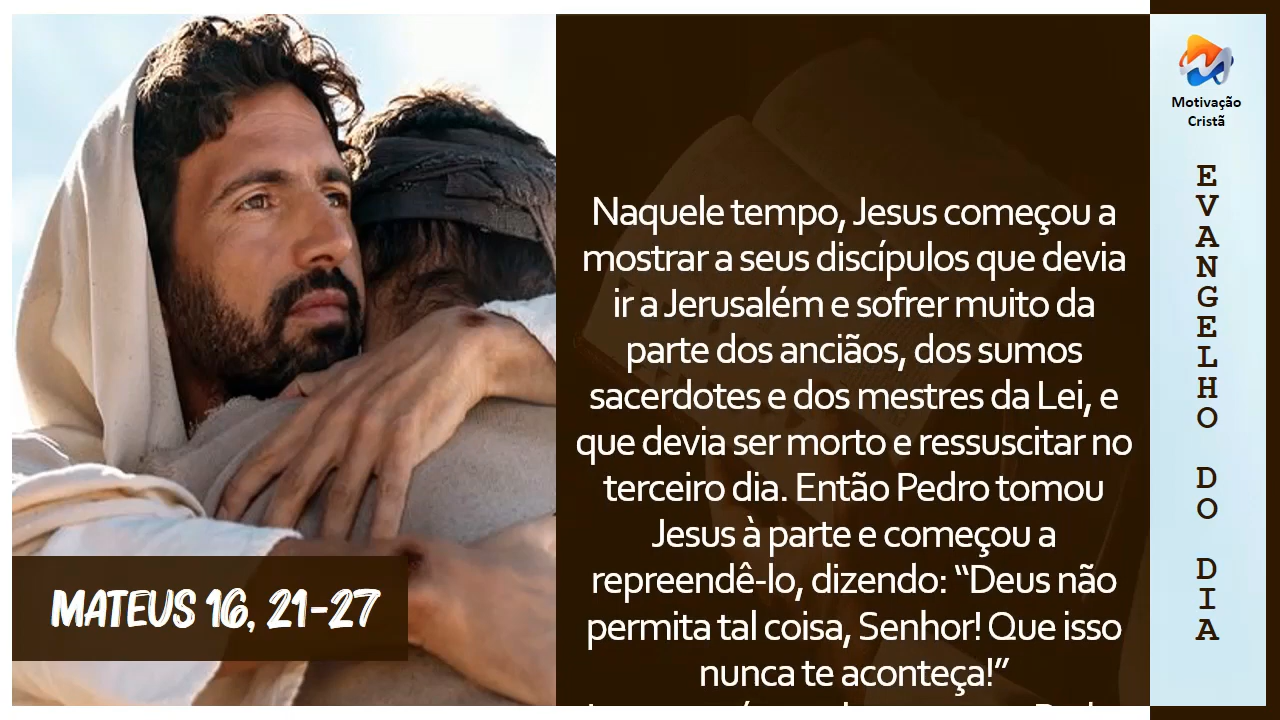 MATEUS 16, 21-27
Naquele tempo, Jesus começou a
mostrar a seus discípulos que devia
ir a Jerusalém e sofrer muito da
parte dos anciãos, dos sumos
sacerdotes e dos mestres da Lei, e
que devia ser morto e ressuscitar no
terceiro dia. Então Pedro tomou
Jesus à parte e começou a
repreendê-lo, dizendo: “Deus não
permita tal coisa, Senhor! Que isso
nunca te aconteça!”
Motivação
Cristã
EVANGELHO DO DIA